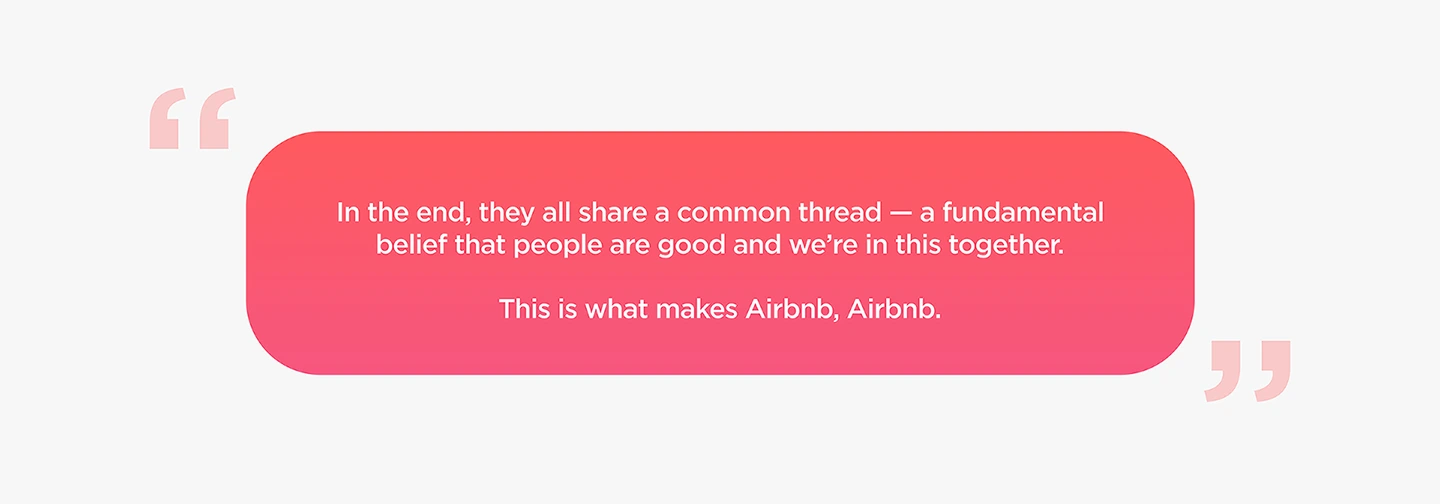 In the end, they all share a common thread — a fundamental
belief that people are good and we’re in this together.
This is what makes Airbnb, Airbnb.